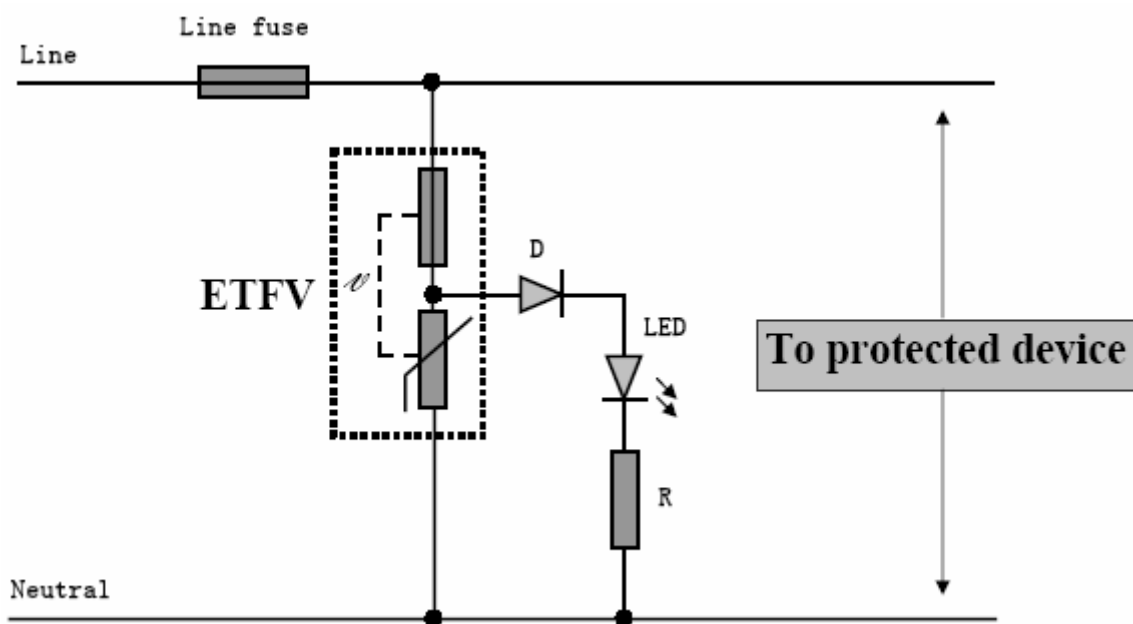 Line fuse
Line
D
ETFV
LED
To protected device
R
Neutral